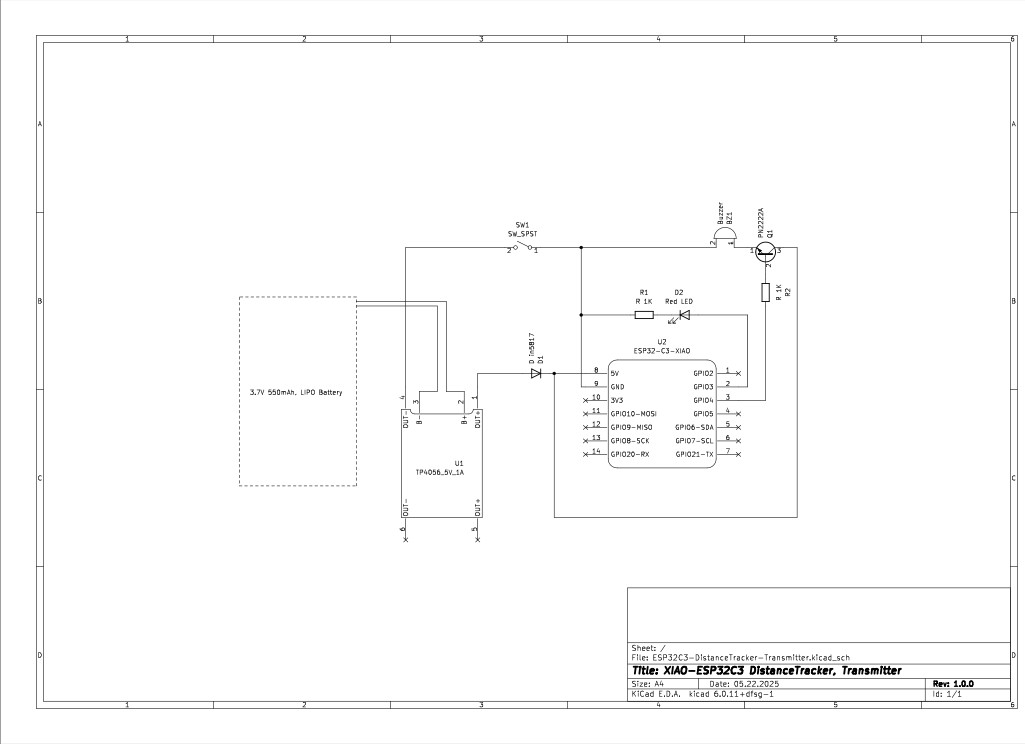 1 2 3 4 5 6
A A
PN2222A
Q1
Buzzer
BZ1
SW1
SW_SPST
2 1
2 1
1 3
2
B B
R1
R 1K
D2
Red LED
R 1K
R2
U2
ESP32-C3-XIAO
D in5817
D1
8 5V GPIO2 1
9 GND GPIO3 2
10 3V3 GPIO4 3
11 GPIO10-MOSI GPIO5 4
12 GPIO9-MISO GPIO6-SDA 5
13 GPIO8-SCK GPIO7-SCL 6
14 GPIO20-RX GPIO21-TX 7
3.7V 550mAh, LIPO Battery
4 3 2 1
OUT- B- B+ OUT+
U1
TP4056_5V_1A
C C
OUT- OUT+
6 5
D D
Sheet: /
File: ESP32C3-DistanceTracker-Transmitter.kicad_sch
Title: XIAO-ESP32C3 DistanceTracker, Transmitter
Size: A4 Date: 05.22.2025 Rev: 1.0.0
KiCad E.D.A. kicad 6.0.11+dfsg-1 Id: 1/1
1 2 3 4 5 6